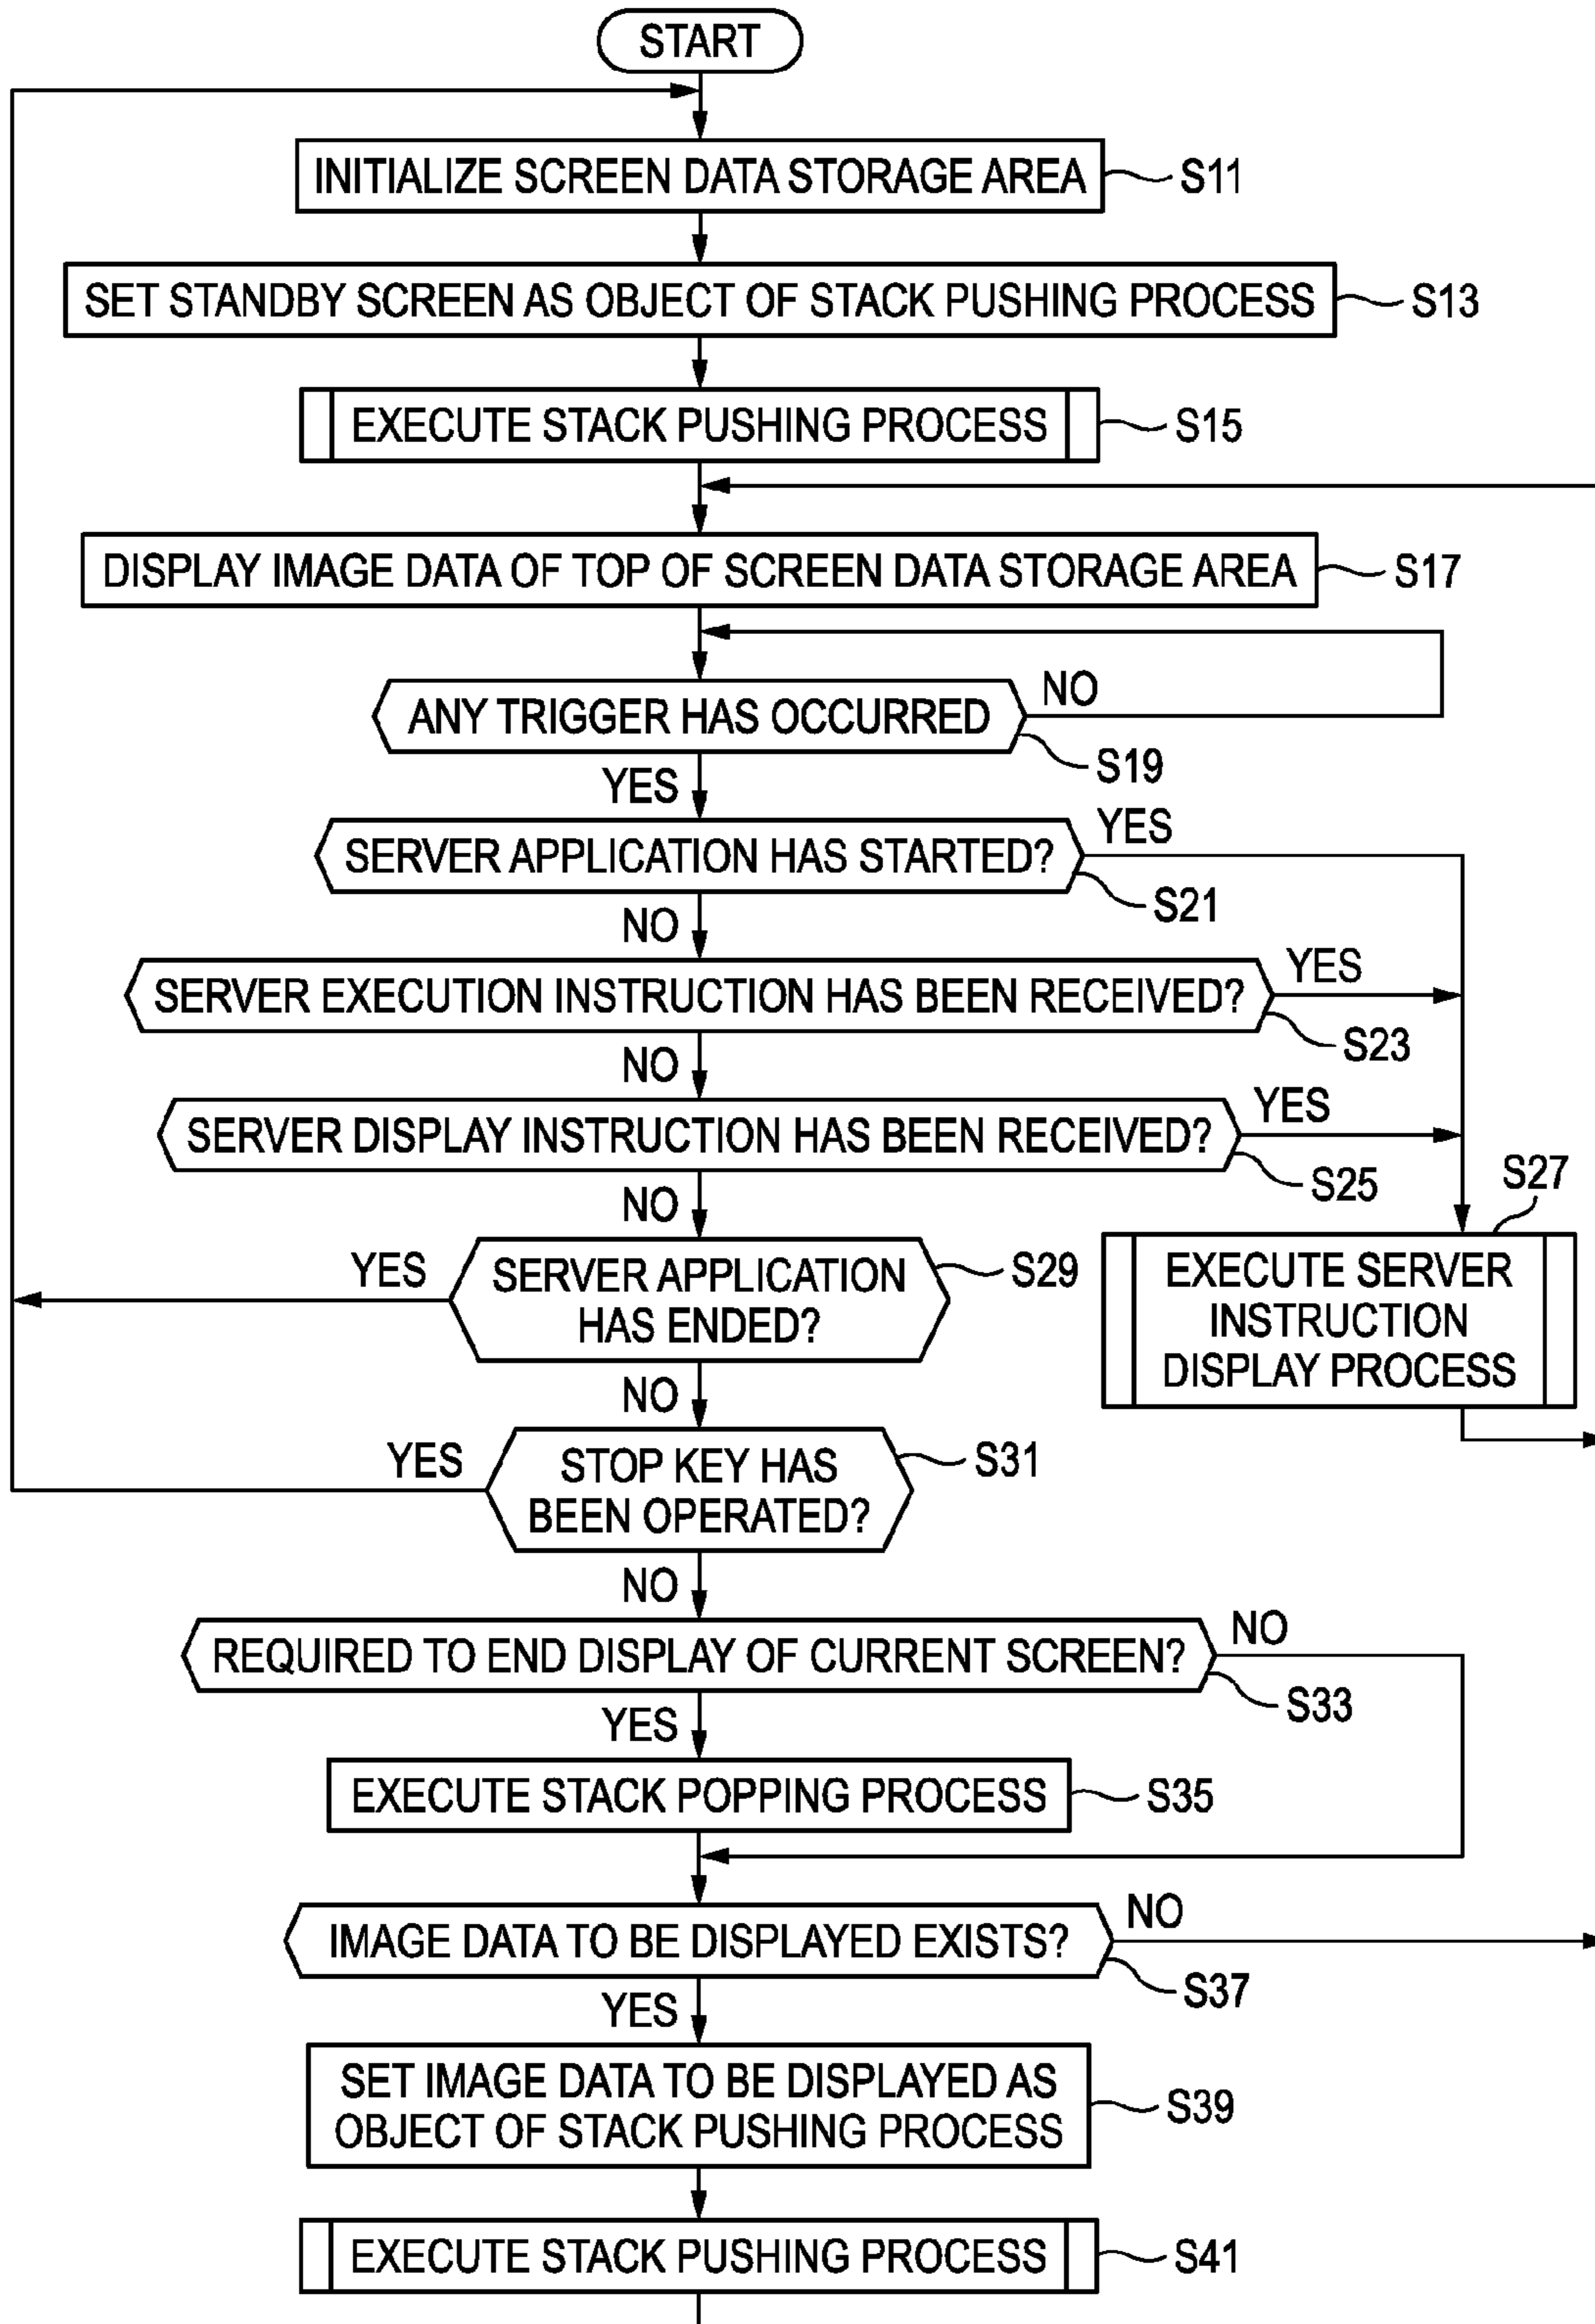 START
INITIALIZE SCREEN DATA STORAGE AREA
S11
SET STANDBY SCREEN AS OBJECT OF STACK PUSHING PROCESS
S13
EXECUTE STACK PUSHING PROCESS
S15
DISPLAY IMAGE DATA OF TOP OF SCREEN DATA STORAGE AREA
S17
ANY TRIGGER HAS OCCURRED
NO
S19
YES
SERVER APPLICATION HAS STARTED?
YES
S21
NO
SERVER EXECUTION INSTRUCTION HAS BEEN RECEIVED?
YES
S23
NO
SERVER DISPLAY INSTRUCTION HAS BEEN RECEIVED?
YES
S25
NO
S27
EXECUTE SERVER
INSTRUCTION
DISPLAY PROCESS
YES
SERVER APPLICATION
HAS ENDED?
S29
NO
YES
STOP KEY HAS
BEEN OPERATED?
S31
NO
REQUIRED TO END DISPLAY OF CURRENT SCREEN?
NO
S33
YES
EXECUTE STACK POPPING PROCESS
S35
IMAGE DATA TO BE DISPLAYED EXISTS?
NO
S37
YES
SET IMAGE DATA TO BE DISPLAYED AS
OBJECT OF STACK PUSHING PROCESS
S39
EXECUTE STACK PUSHING PROCESS
S41